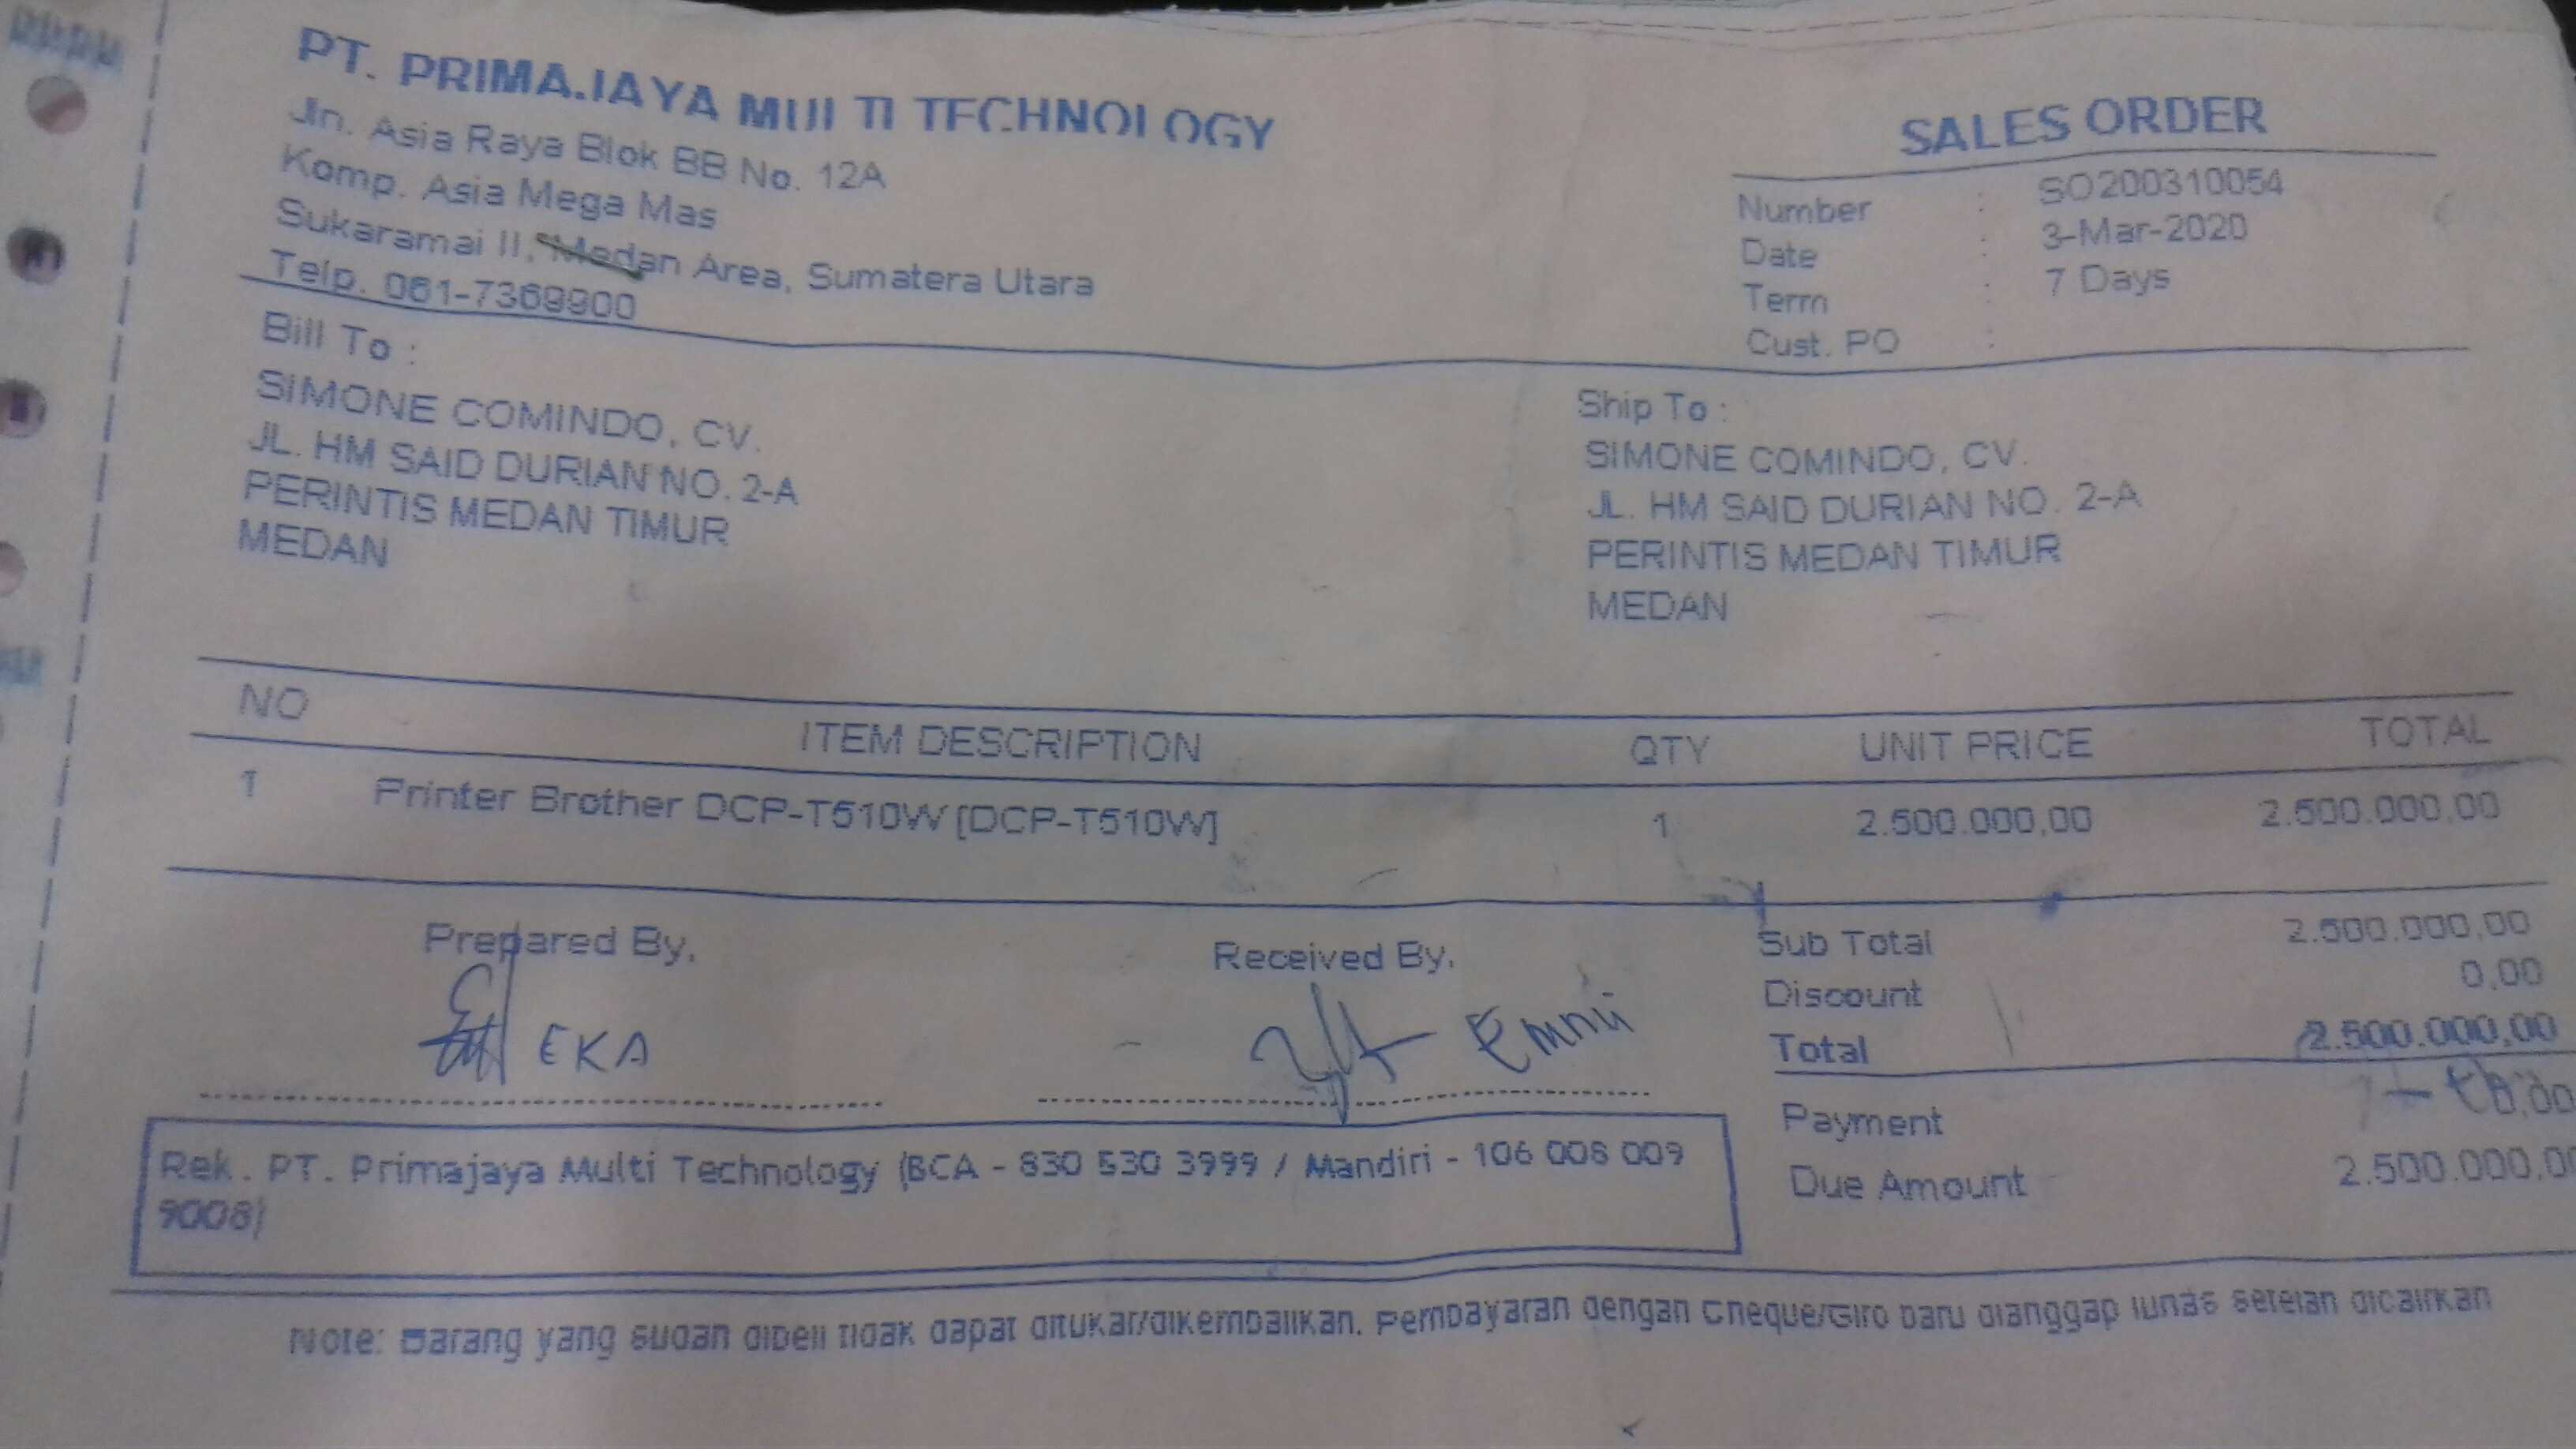 PT. PRIMAJAYA MULTI TECHNOLOGY
Jln. Asia Raya Blok BB No. 12A
Komp. Asia Mega Mas
Sukaramai II, Medan Area, Sumatera Utara
Telp. 061-7369900
SALES ORDER
Number : SO200310054
Date : 3-Mar-2020
Term : 7 Days
Cust. PO :
Bill To :
SIMONE COMINDO, CV.
JL. HM SAID DURIAN NO. 2-A
PERINTIS MEDAN TIMUR
MEDAN
Ship To :
SIMONE COMINDO, CV.
JL. HM SAID DURIAN NO. 2-A
PERINTIS MEDAN TIMUR
MEDAN
NO ITEM DESCRIPTION QTY UNIT PRICE TOTAL
1 Printer Brother DCP-T510W [DCP-T510W] 1 2.500.000,00 2.500.000,00
Prepared By,
EKA
Received By,
Sub Total 2.500.000,00
Discount 0,00
Total 2.500.000,00
Payment
Due Amount 2.500.000,00
Rek. PT. Primajaya Multi Technology (BCA - 830 530 3999 / Mandiri - 106 008 009
9008)
Note: Barang yang sudah dibeli tidak dapat ditukar/dikembalikan. Pembayaran dengan Cheque/Giro baru dianggap lunas setelah dicairkan